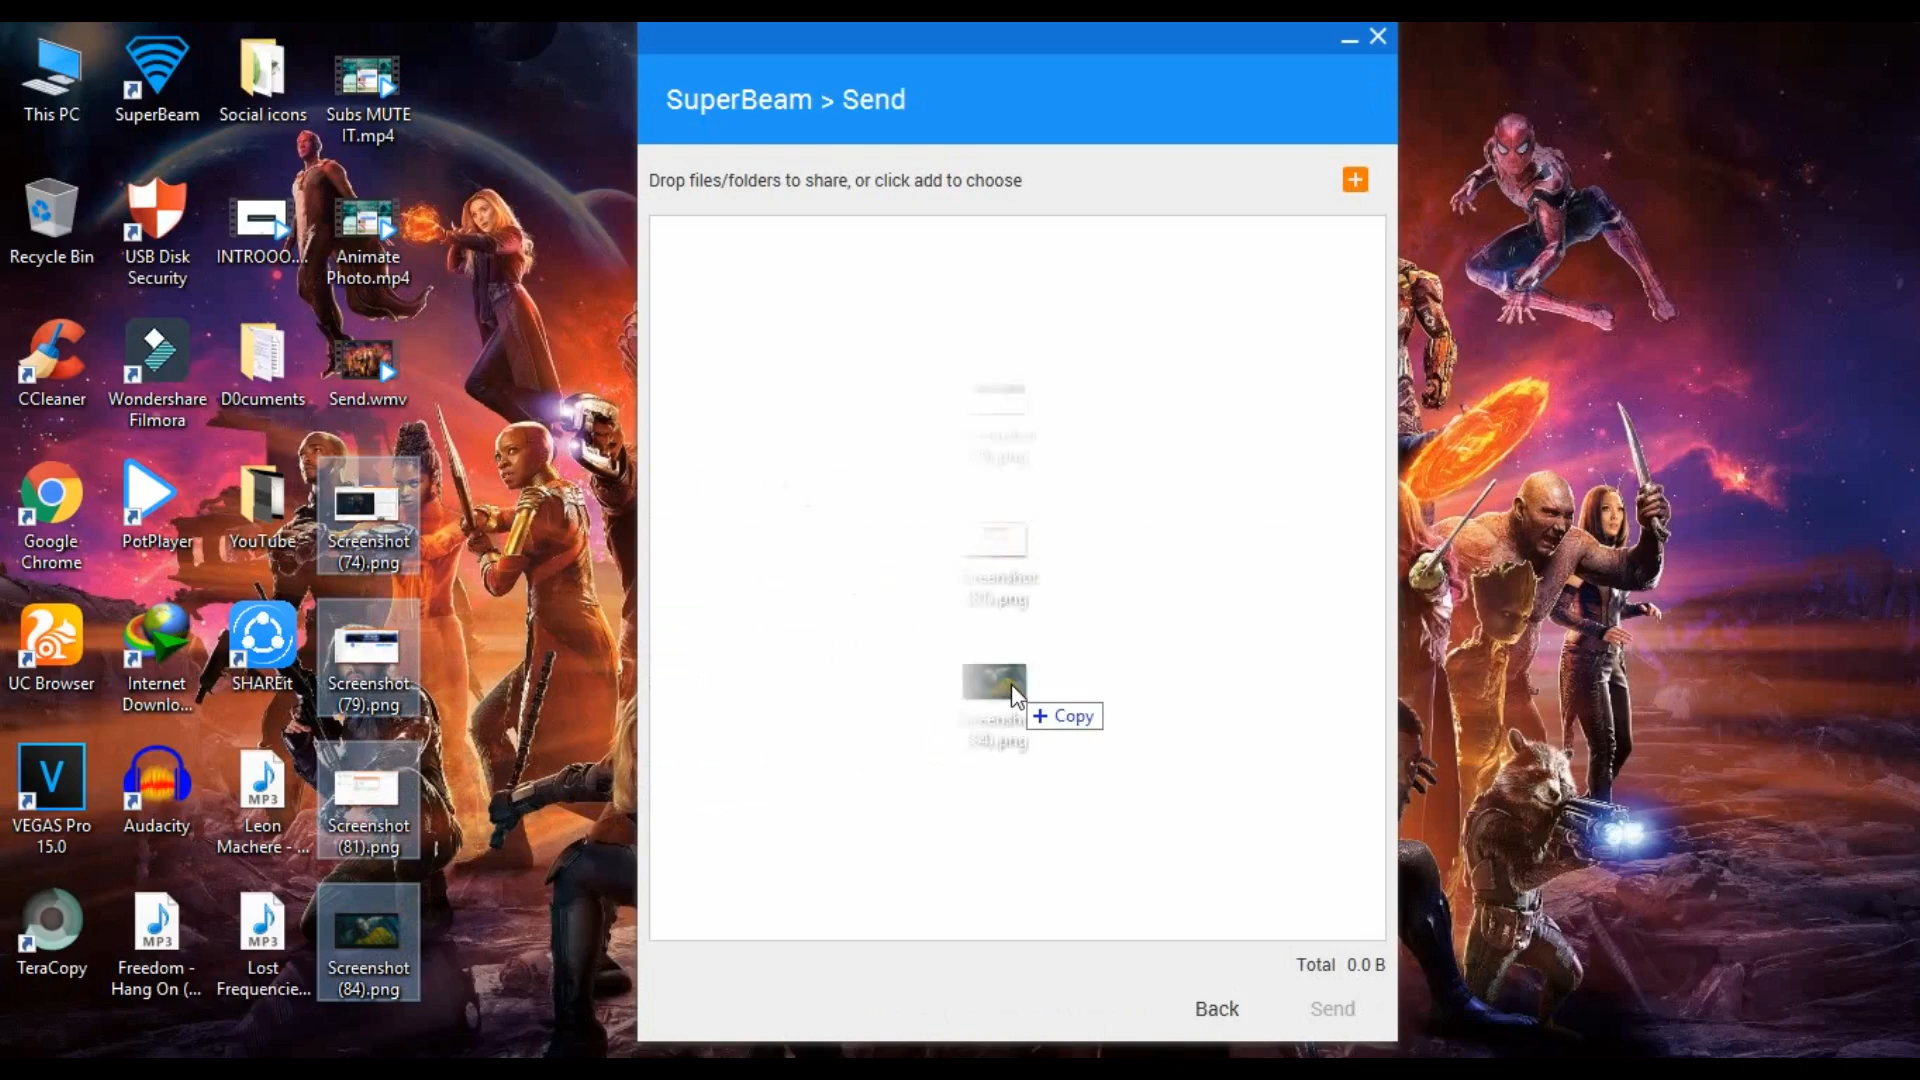 This PC
SuperBeam
Social icons
Subs MUTE
IT.mp4
Recycle Bin
USB Disk
Security
INTROOO....
Animate
Photo.mp4
CCleaner
Wondershare
Filmora
D0cuments
Send.wmv
Google
Chrome
PotPlayer
YouTube
Screenshot
(74).png
UC Browser
Internet
Downlo...
SHAREit
Screenshot
(79).png
VEGAS Pro
15.0
Audacity
MP3
Leon
Machere - ...
Screenshot
(81).png
TeraCopy
MP3
Freedom -
Hang On (...
MP3
Lost
Frequencie...
Screenshot
(84).png
SuperBeam > Send
Drop files/folders to share, or click add to choose
+ Copy
Total 0.0 B
Back
Send